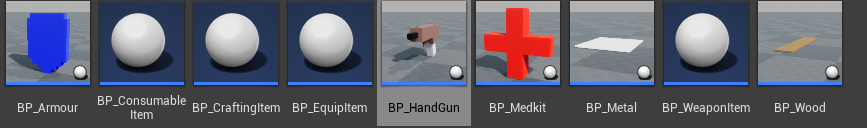 BP_Armour
BP_Consumable
Item
BP_CraftingItem
BP_EquipItem
BP_HandGun
BP_Medkit
BP_Metal
BP_WeaponItem
BP_Wood